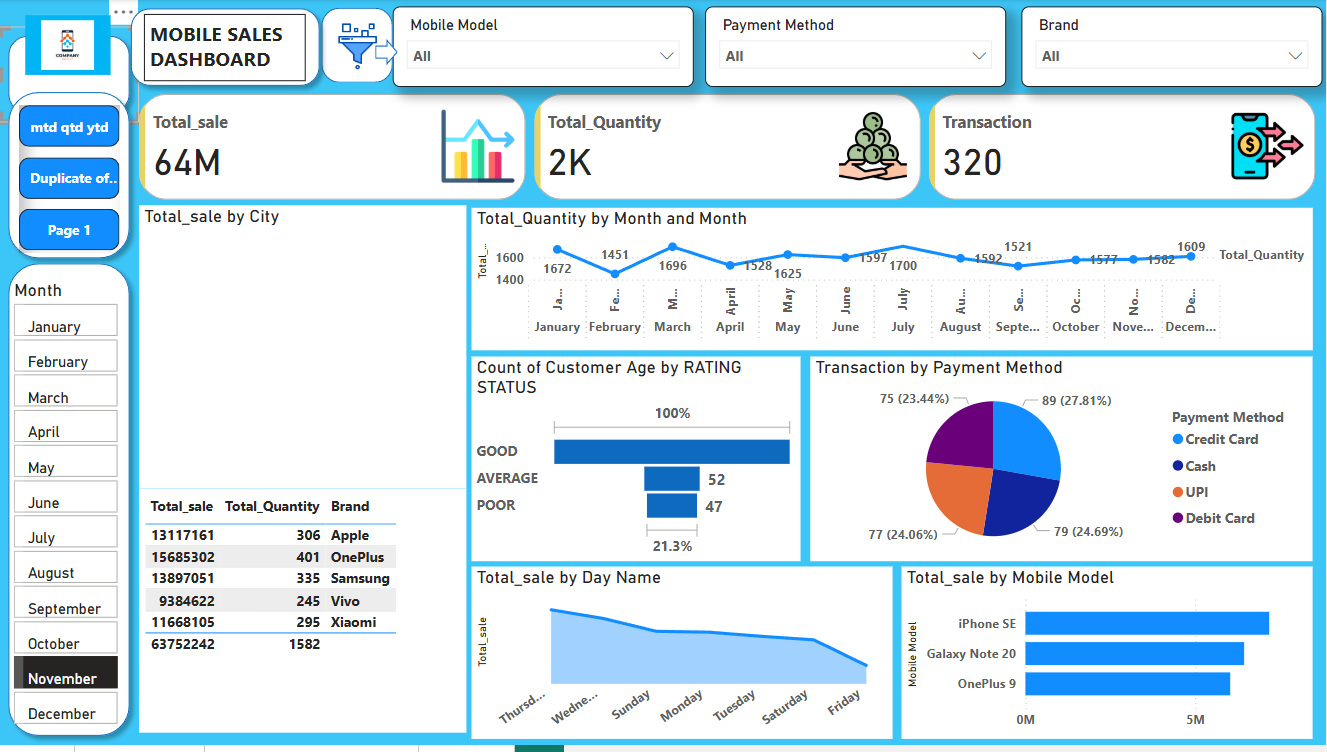 MOBILE SALES
DASHBOARD
Mobile Model
All
Payment Method
All
Brand
All
COMPANY
mtd qtd ytd
Duplicate of..
Page 1
Total_sale
64M
Total_Quantity
2K
Transaction
320
Month
January
February
March
April
May
June
July
August
September
October
November
December
Total_sale by City
Total_sale Total_Quantity Brand
13117161 306 Apple
15685302 401 OnePlus
13897051 335 Samsung
9384622 245 Vivo
11668105 295 Xiaomi
63752242 1582
Total_Quantity by Month and Month
Total_...
1600
1400
1672
1451
1696
1528
1625
1597
1700
1592
1521
1577
1582
1609
Total_Quantity
Ja...
Fe...
M...
April
May
June
July
Au...
Se...
Oc...
No...
De...
January
February
March
April
May
June
July
August
Septe...
October
Nove...
Decem...
Count of Customer Age by RATING
STATUS
100%
GOOD
AVERAGE 52
POOR 47
21.3%
Transaction by Payment Method
75 (23.44%)
89 (27.81%)
77 (24.06%)
79 (24.69%)
Payment Method
Credit Card
Cash
UPI
Debit Card
Total_sale by Day Name
Total_sale
Thursd...
Wedne...
Sunday
Monday
Tuesday
Saturday
Friday
Total_sale by Mobile Model
Mobile Model
iPhone SE
Galaxy Note 20
OnePlus 9
0M
5M